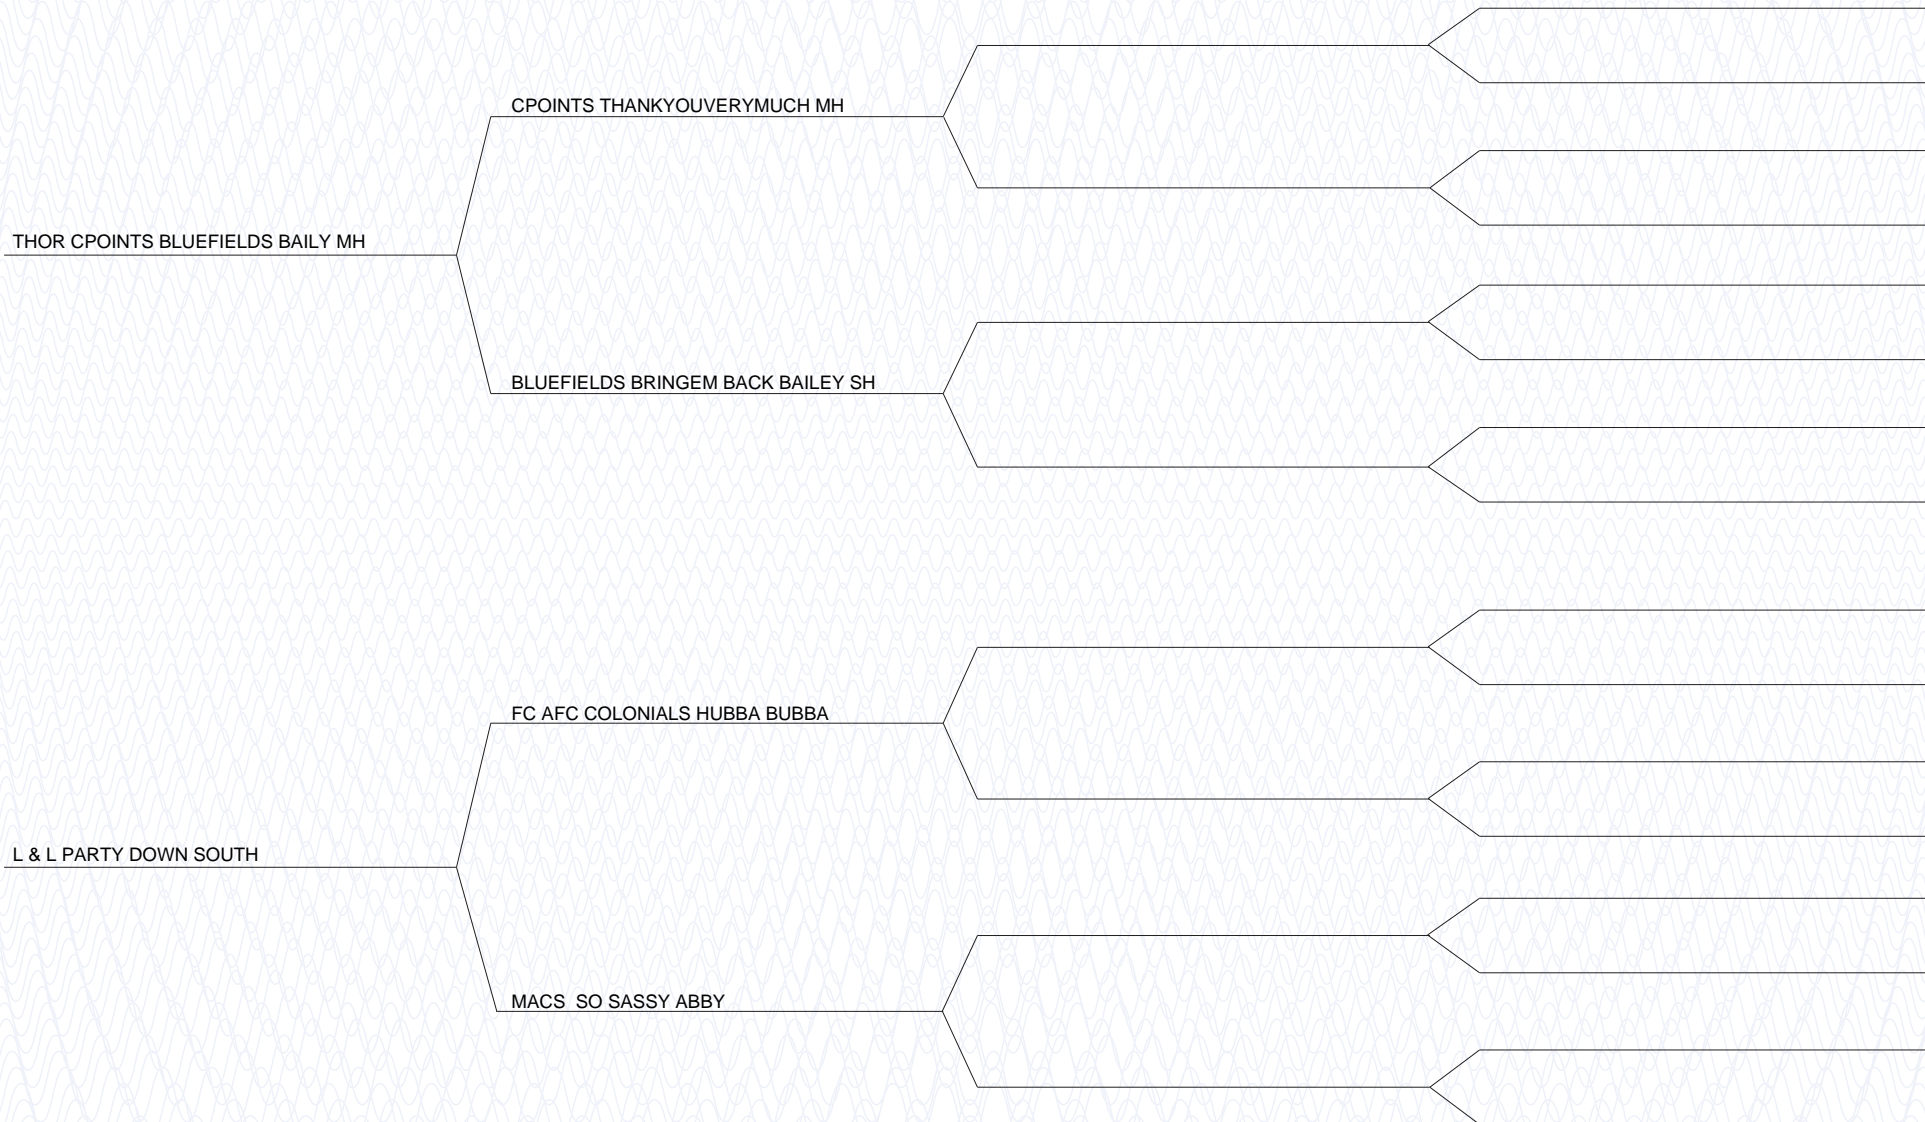 CPOINTS THANKYOUVERYMUCH MH
THOR CPOINTS BLUEFIELDS BAILY MH
BLUEFIELDS BRINGEM BACK BAILEY SH
FC AFC COLONIALS HUBBA BUBBA
L & L PARTY DOWN SOUTH
MACS  SO SASSY ABBY